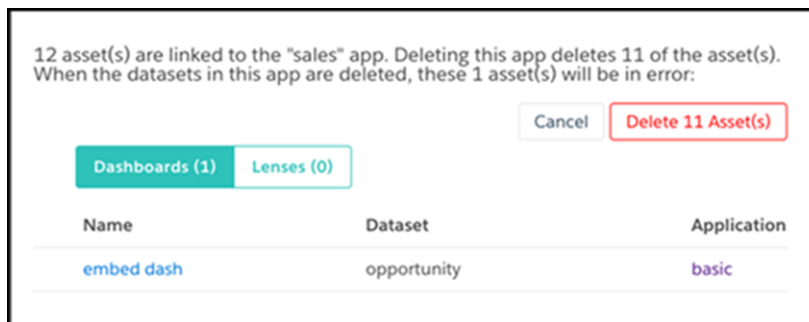 12 asset(s) are linked to the "sales" app. Deleting this app deletes 11 of the asset(s).
When the datasets in this app are deleted, these 1 asset(s) will be in error:
Cancel Delete 11 Asset(s)
Dashboards (1) Lenses (0)
Name Dataset Application
embed dash opportunity basic